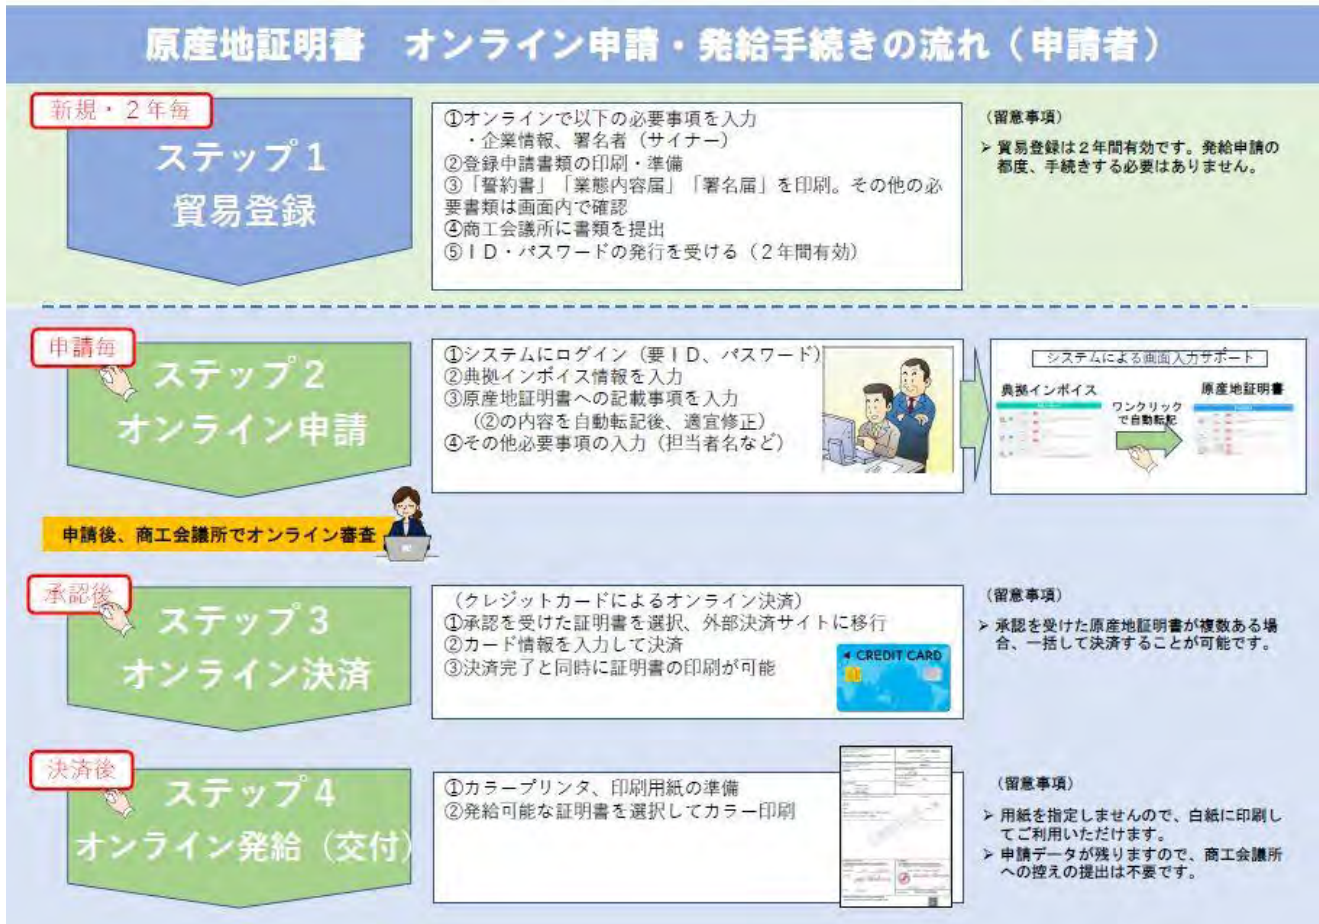 原産地証明書　オンライン申請・発給手続きの流れ（申請者）
新規・２年毎
ステップ１
貿易登録
①オンラインで以下の必要事項を入力
・企業情報、署名者（サイナー）
②登録申請書類の印刷・準備
③「誓約書」「業態内容届」「署名届」を印刷。その他の必
要書類は画面内で確認
④商工会議所に書類を提出
⑤ＩＤ・パスワードの発行を受ける（２年間有効）
（留意事項）
➢ 貿易登録は２年間有効です。発給申請の
都度、手続きする必要はありません。
申請毎
ステップ２
オンライン申請
①システムにログイン（要ＩＤ、パスワード）
②典拠インボイス情報を入力
③原産地証明書への記載事項を入力
（②の内容を自動転記後、適宜修正）
④その他必要事項の入力（担当者名など）
システムによる画面入力サポート
典拠インボイス
ワンクリック
で自動転記
原産地証明書
申請後、商工会議所でオンライン審査
承認後
ステップ３
オンライン決済
（クレジットカードによるオンライン決済）
①承認を受けた証明書を選択、外部決済サイトに移行
②カード情報を入力して決済
③決済完了と同時に証明書の印刷が可能
CREDIT CARD
（留意事項）
➢ 承認を受けた原産地証明書が複数ある場
合、一括して決済することが可能です。
決済後
ステップ４
オンライン発給（交付）
①カラープリンタ、印刷用紙の準備
②発給可能な証明書を選択してカラー印刷
（留意事項）
➢ 用紙を指定しませんので、白紙に印刷し
てご利用いただけます。
➢ 申請データが残りますので、商工会議所
への控えの提出は不要です。